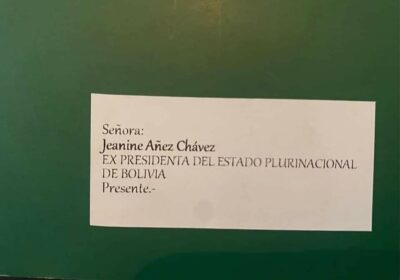 Señora:
Jeanine Añez Chávez
EX PRESIDENTA DEL ESTADO PLURINACIONAL
DE BOLIVIA
Presente.-